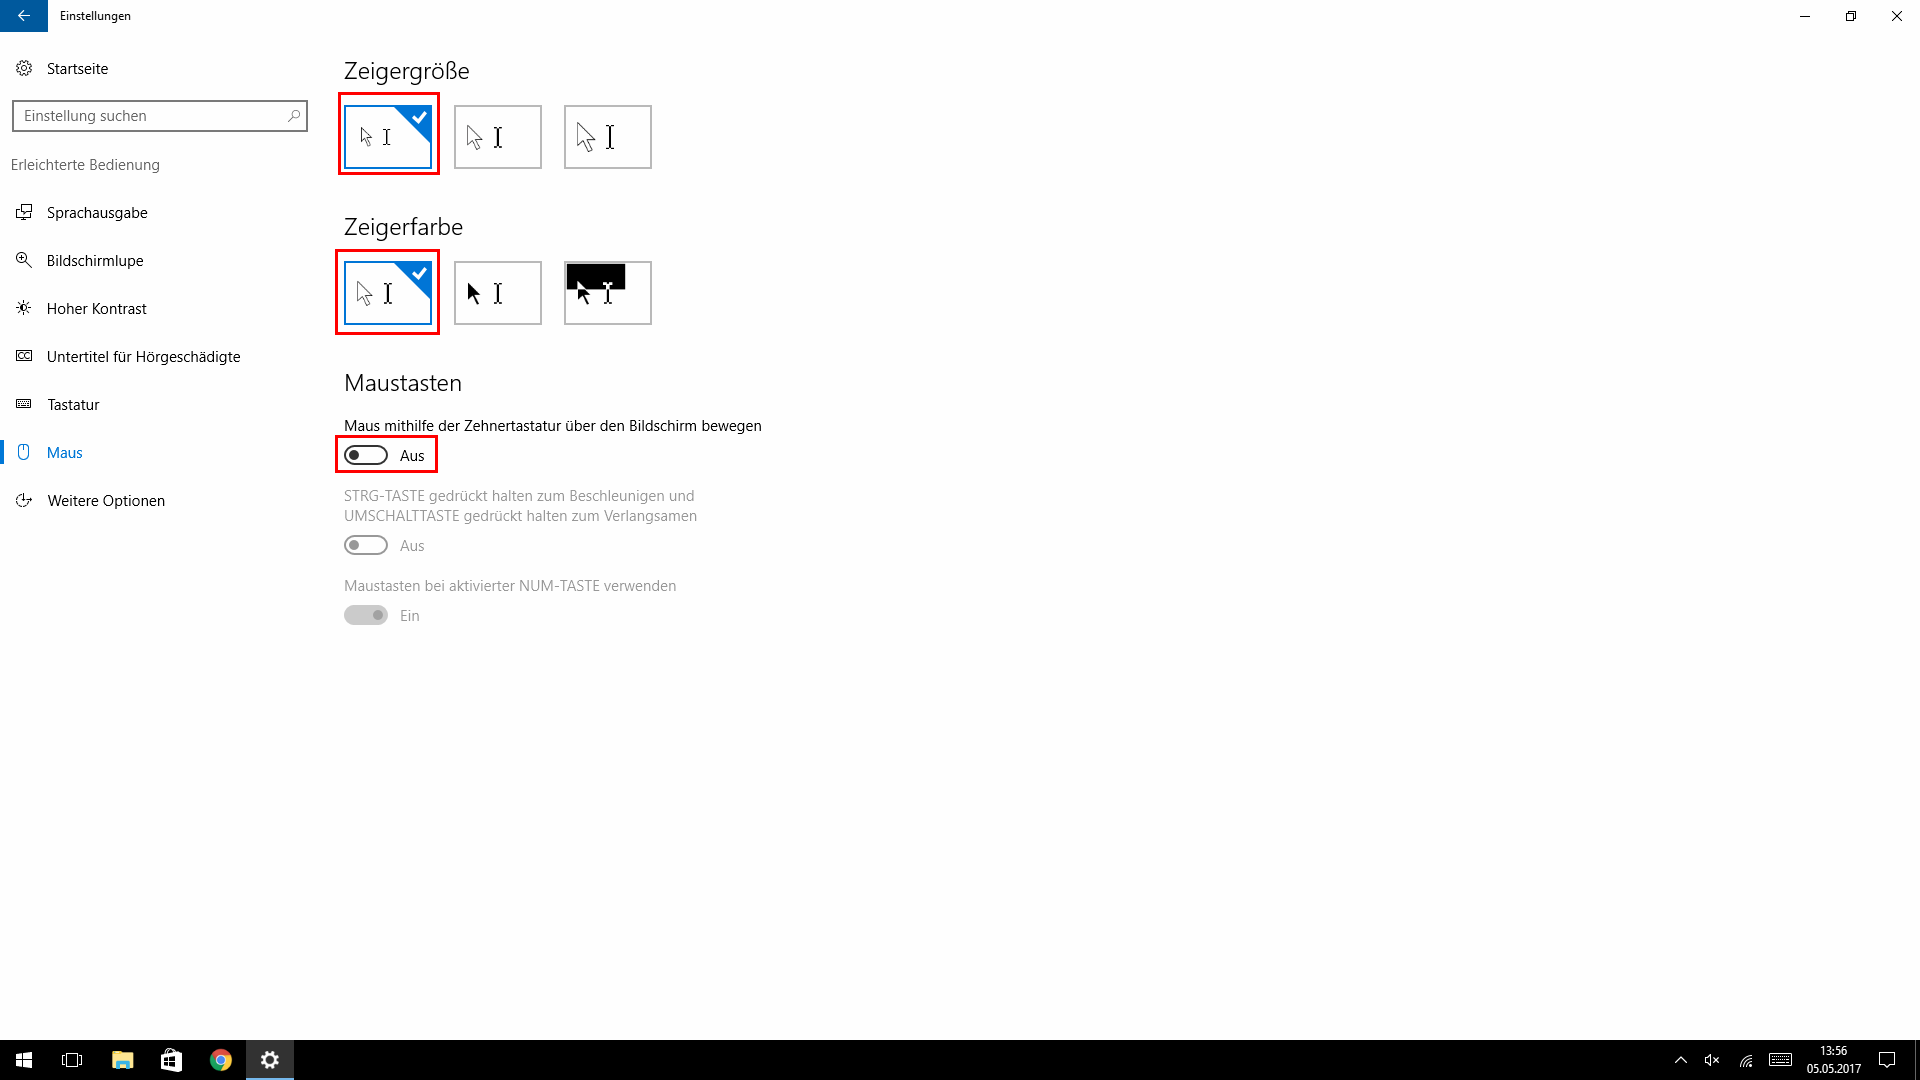 Einstellungen
Startseite
Einstellung suchen
Erleichterte Bedienung
Sprachausgabe
Bildschirmlupe
Hoher Kontrast
CC
Untertitel für Hörgeschädigte
Tastatur
Maus
Weitere Optionen
Zeigergröße
Zeigerfarbe
Maustasten
Maus mithilfe der Zehnertastatur über den Bildschirm bewegen
Aus
STRG-TASTE gedrückt halten zum Beschleunigen und
UMSCHALTTASTE gedrückt halten zum Verlangsamen
Aus
Maustasten bei aktivierter NUM-TASTE verwenden
Ein
13:56
05.05.2017